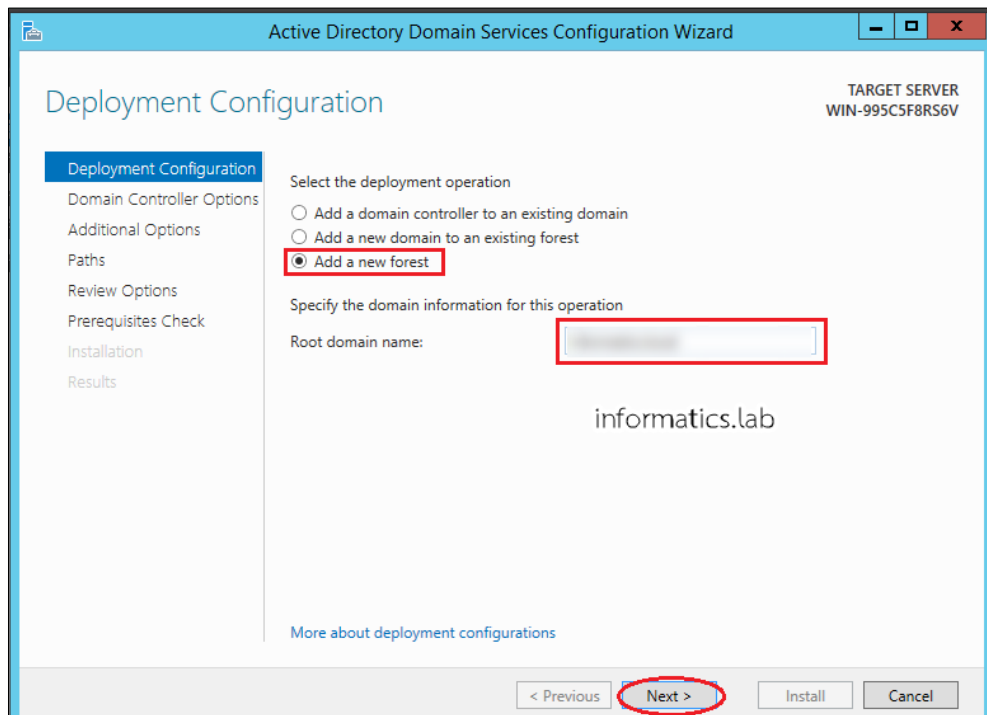 Active Directory Domain Services Configuration Wizard
Deployment Configuration
TARGET SERVER
WIN-995C5F8RS6V
Deployment Configuration
Domain Controller Options
Additional Options
Paths
Review Options
Prerequisites Check
Installation
Results
Select the deployment operation
Add a domain controller to an existing domain
Add a new domain to an existing forest
Add a new forest
Specify the domain information for this operation
Root domain name:
informatics.lab
More about deployment configurations
< Previous
Next >
Install
Cancel